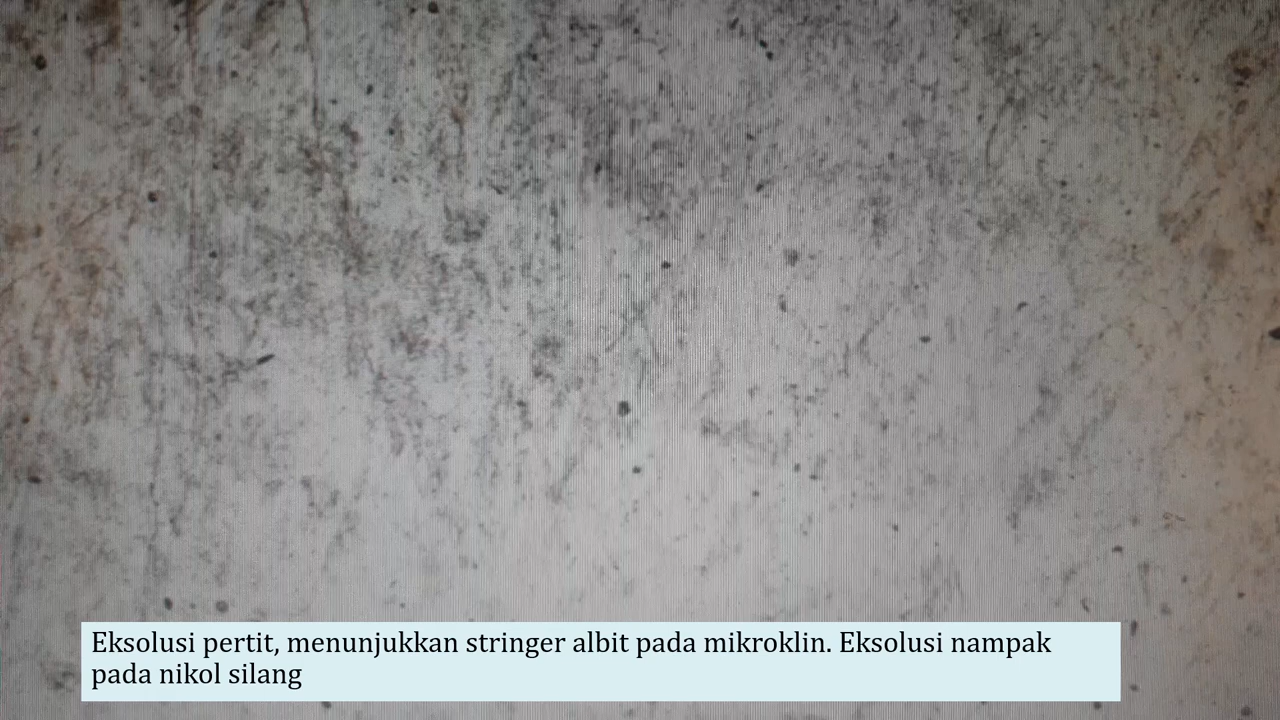 Eksolusi pertit, menunjukkan stringer albit pada mikroklin. Eksolusi nampak
pada nikol silang